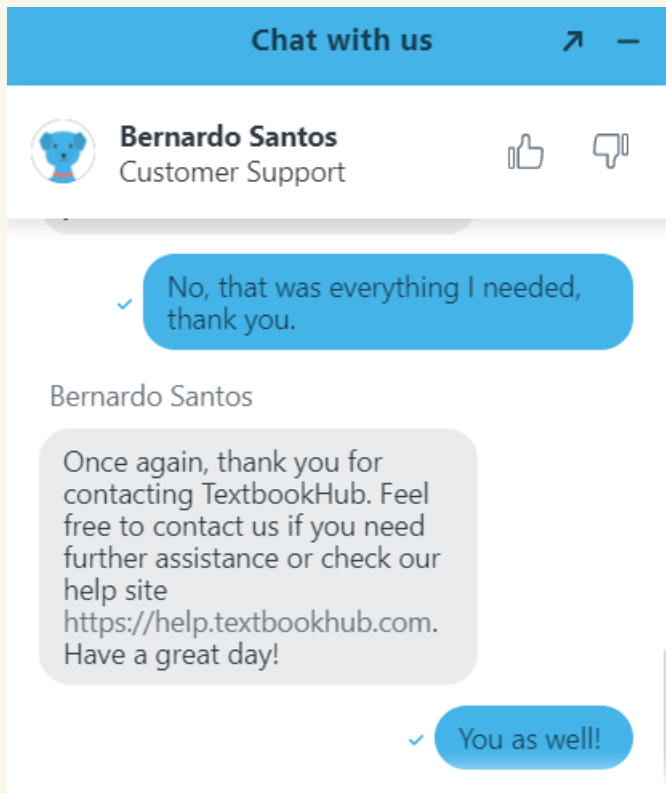 Chat with us
Bernardo Santos
Customer Support
No, that was everything I needed,
thank you.
Bernardo Santos
Once again, thank you for
contacting TextbookHub. Feel
free to contact us if you need
further assistance or check our
help site
https://help.textbookhub.com.
Have a great day!
You as well!